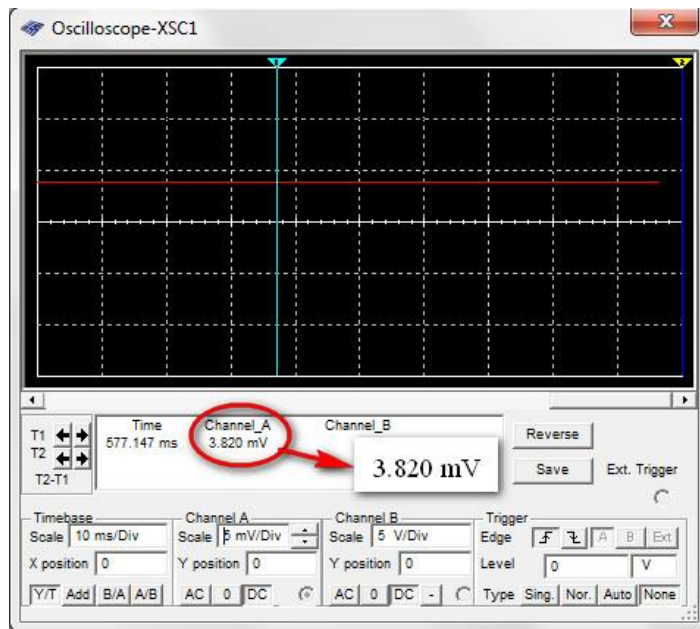 Oscilloscope-XSC1
1
2
Time Channel_A Channel_B
T1 577.147 ms 3.820 mV
T2
T2-T1
Reverse
Save
Ext. Trigger
3.820 mV
Timebase Channel A Channel B Trigger
Scale 10 ms/Div Scale 5 mV/Div Scale 5 V/Div Edge A B Ext
X position 0 Y position 0 Y position 0 Level 0 V
Y/T Add B/A A/B AC 0 DC AC 0 DC - Type Sing. Nor. Auto None